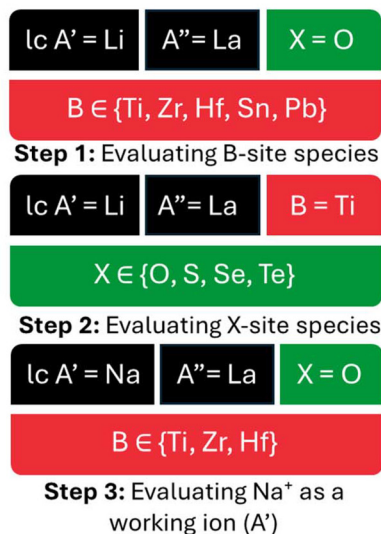 lc A' = Li A”= La X = O
B ∈ {Ti, Zr, Hf, Sn, Pb}
Step 1: Evaluating B-site species
lc A' = Li A”= La B = Ti
X ∈ {O, S, Se, Te}
Step 2: Evaluating X-site species
lc A' = Na A”= La X = O
B ∈ {Ti, Zr, Hf}
Step 3: Evaluating Na⁺ as a
working ion (A')